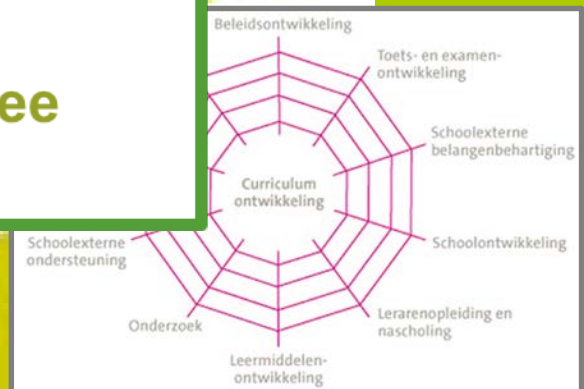 ee
Beleidsontwikkeling
Toets- en examen-
ontwikkeling
Schoolexterne
belangenbehartiging
Curriculum
ontwikkeling
Schoolontwikkeling
Schoolexterne
ondersteuning
Lerarenopleiding en
nascholing
Onderzoek
Leermiddelen-
ontwikkeling